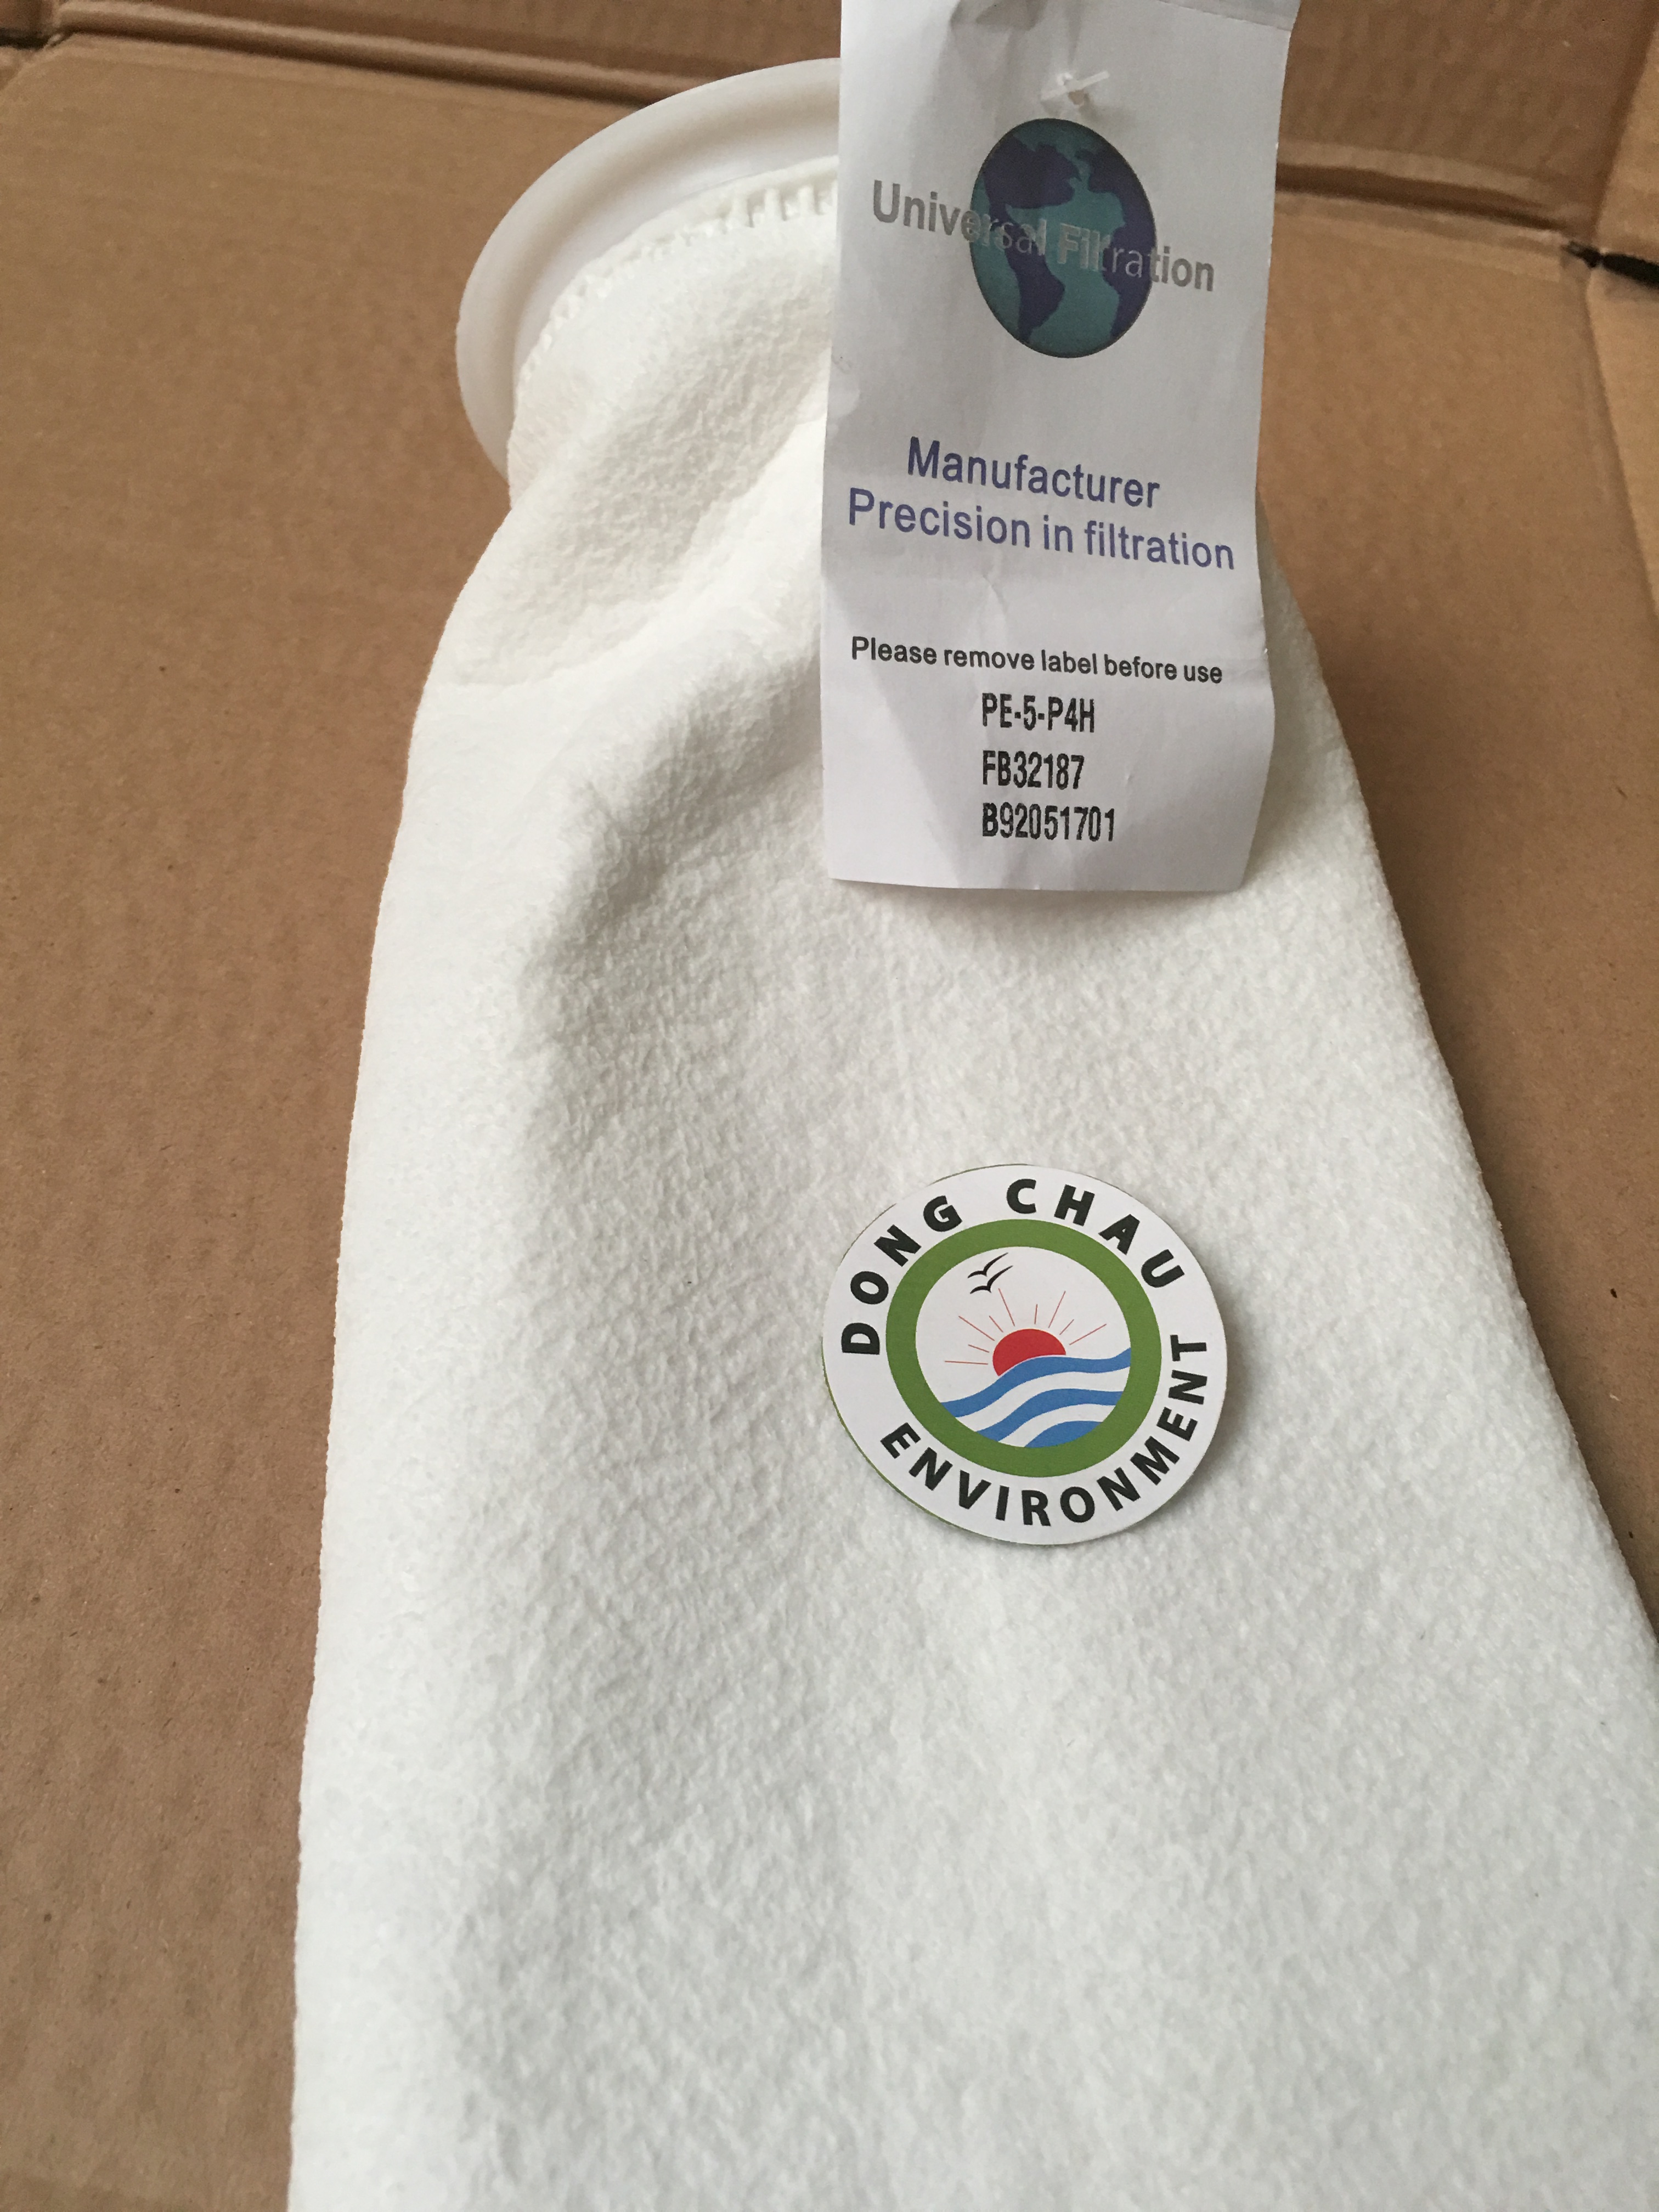 Universal Filtration
Manufacturer
Precision in filtration
Please remove label before use
PE-5-P4H
FB32187
B92051701
DONG CHAU
ENVIRONMENT